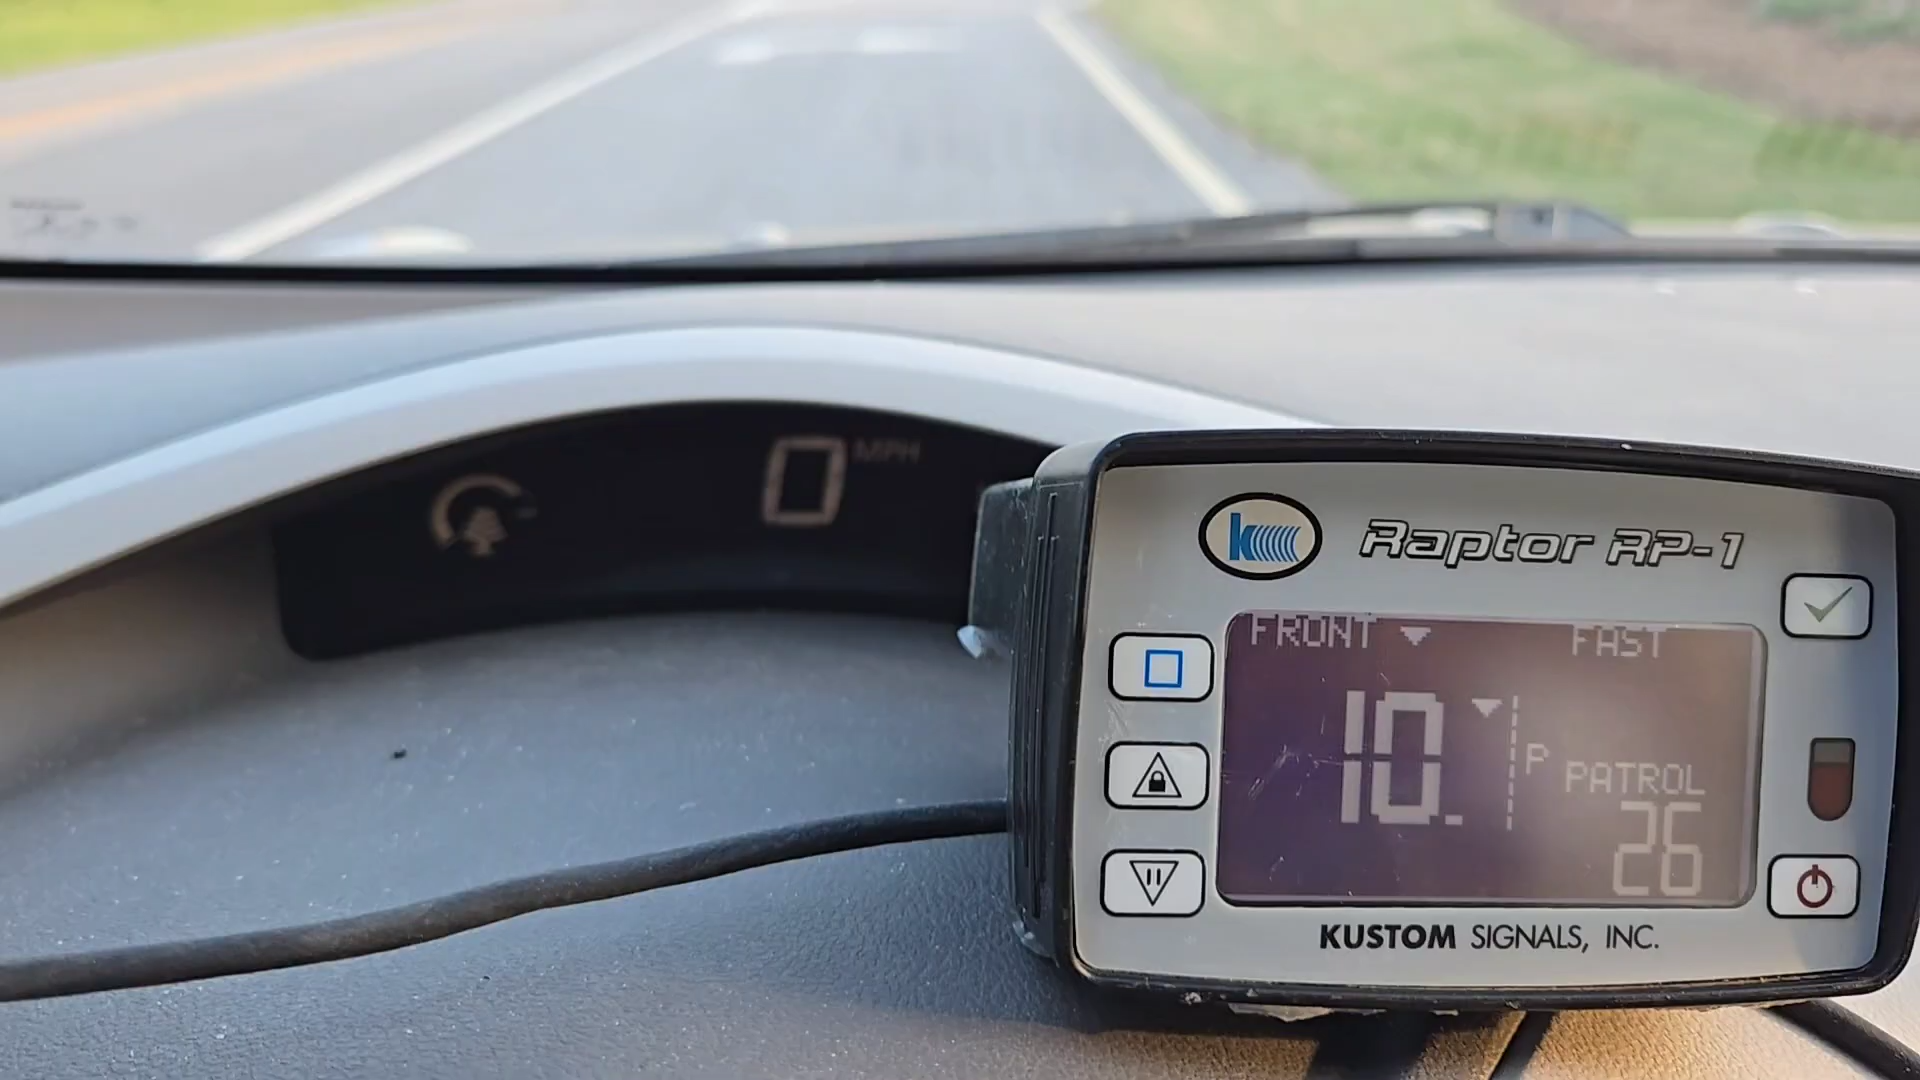 0 MPH
Raptor RP-1
FRONT FAST
10.
P PATROL
26
KUSTOM SIGNALS, INC.